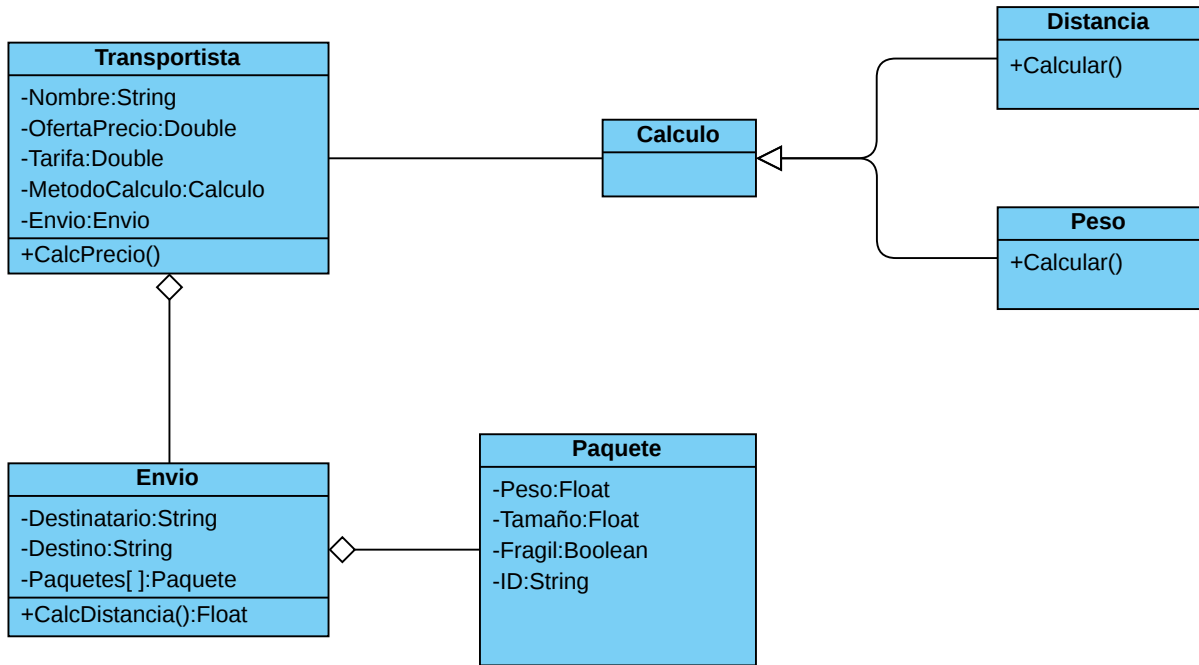 Transportista
-Nombre:String
-OfertaPrecio:Double
-Tarifa:Double
-MetodoCalculo:Calculo
-Envio:Envio
+CalcPrecio()
Calculo
Distancia
+Calcular()
Peso
+Calcular()
Envio
-Destinatario:String
-Destino:String
-Paquetes[ ]:Paquete
+CalcDistancia():Float
Paquete
-Peso:Float
-Tamaño:Float
-Fragil:Boolean
-ID:String